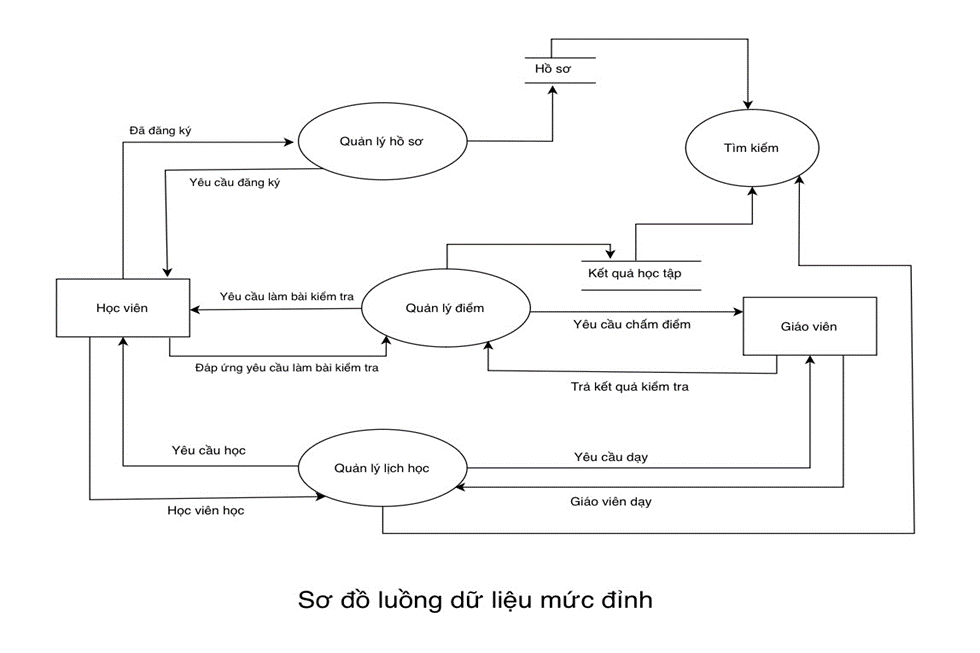 Hồ sơ
Đã đăng ký
Quản lý hồ sơ
Tìm kiếm
Yêu cầu đăng ký
Kết quả học tập
Học viên
Yêu cầu làm bài kiểm tra
Quản lý điểm
Yêu cầu chấm điểm
Giáo viên
Đáp ứng yêu cầu làm bài kiểm tra
Trả kết quả kiểm tra
Yêu cầu học
Quản lý lịch học
Yêu cầu dạy
Học viên học
Giáo viên dạy
Sơ đồ luồng dữ liệu mức đỉnh